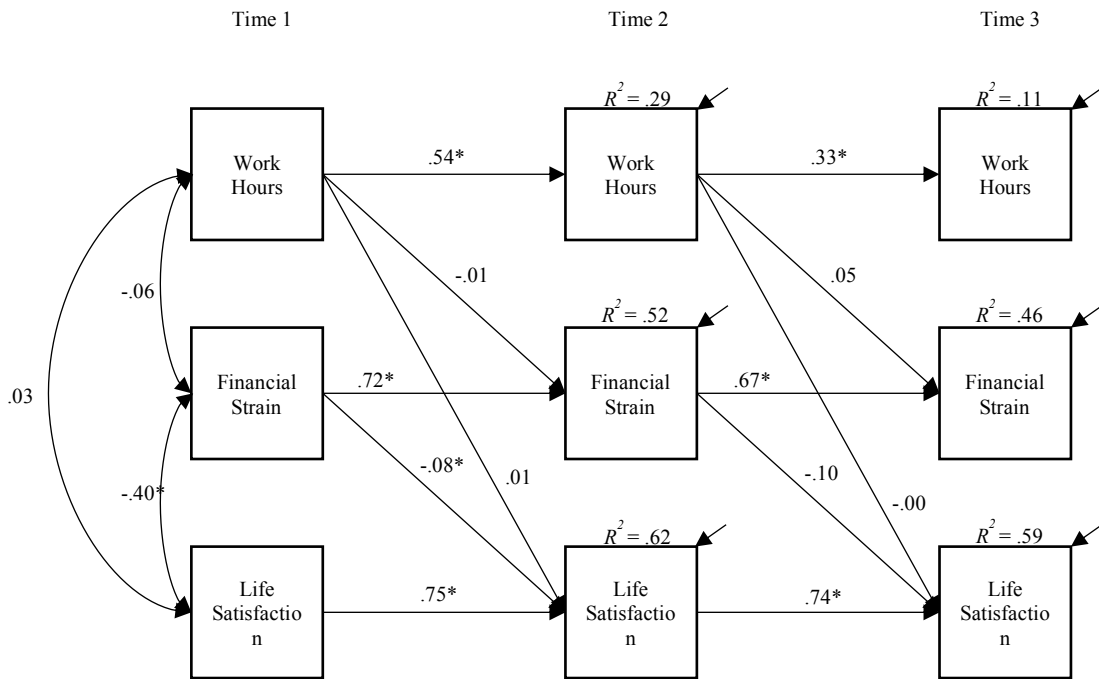 Time 1
Time 2
Time 3
R² = .29
R² = .11
Work
Hours
.54*
Work
Hours
.33*
Work
Hours
-.06
-.01
.05
R² = .52
R² = .46
.03
Financial
Strain
.72*
Financial
Strain
.67*
Financial
Strain
-.08*
.01
-.10
-.00
-.40*
R² = .62
R² = .59
Life
Satisfactio
n
.75*
Life
Satisfactio
n
.74*
Life
Satisfactio
n